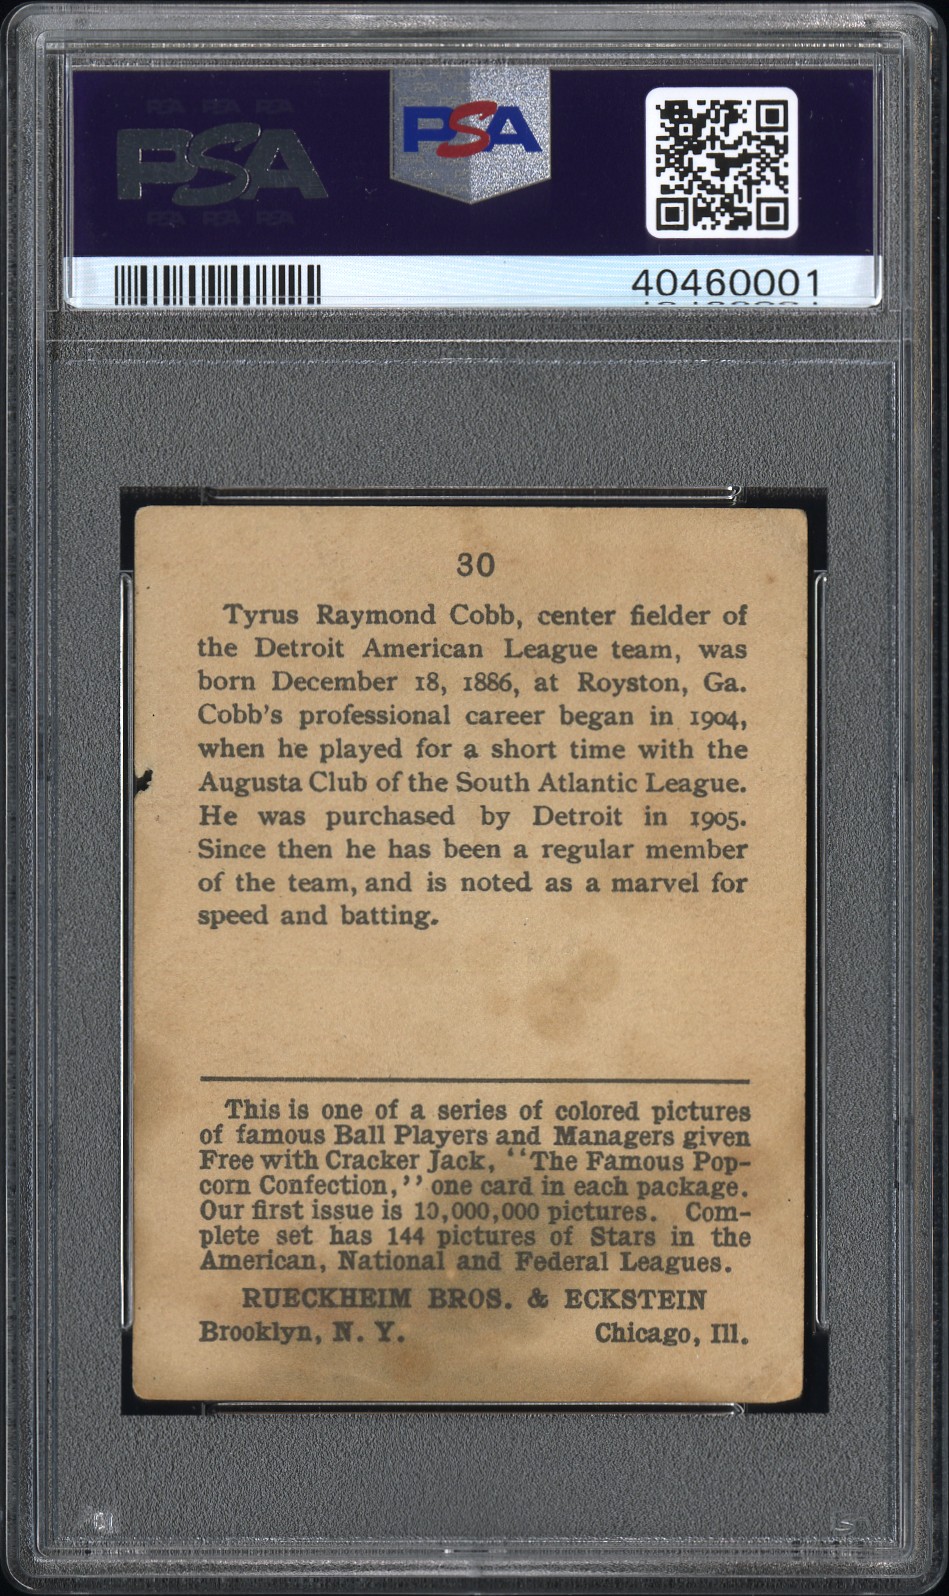 PSA PSA PSA
PSA
PSA PSA PSA
PSA
40460001
30
Tyrus Raymond Cobb, center fielder of
the Detroit American League team, was
born December 18, 1886, at Royston, Ga.
Cobb's professional career began in 1904,
when he played for a short time with the
Augusta Club of the South Atlantic League.
He was purchased by Detroit in 1905.
Since then he has been a regular member
of the team, and is noted as a marvel for
speed and batting.
This is one of a series of colored pictures
of famous Ball Players and Managers given
Free with Cracker Jack, "The Famous Pop-
corn Confection," one card in each package.
Our first issue is 10,000,000 pictures. Com-
plete set has 144 pictures of Stars in the
American, National and Federal Leagues.
RUECKHEIM BROS. & ECKSTEIN
Brooklyn, N. Y. Chicago, Ill.